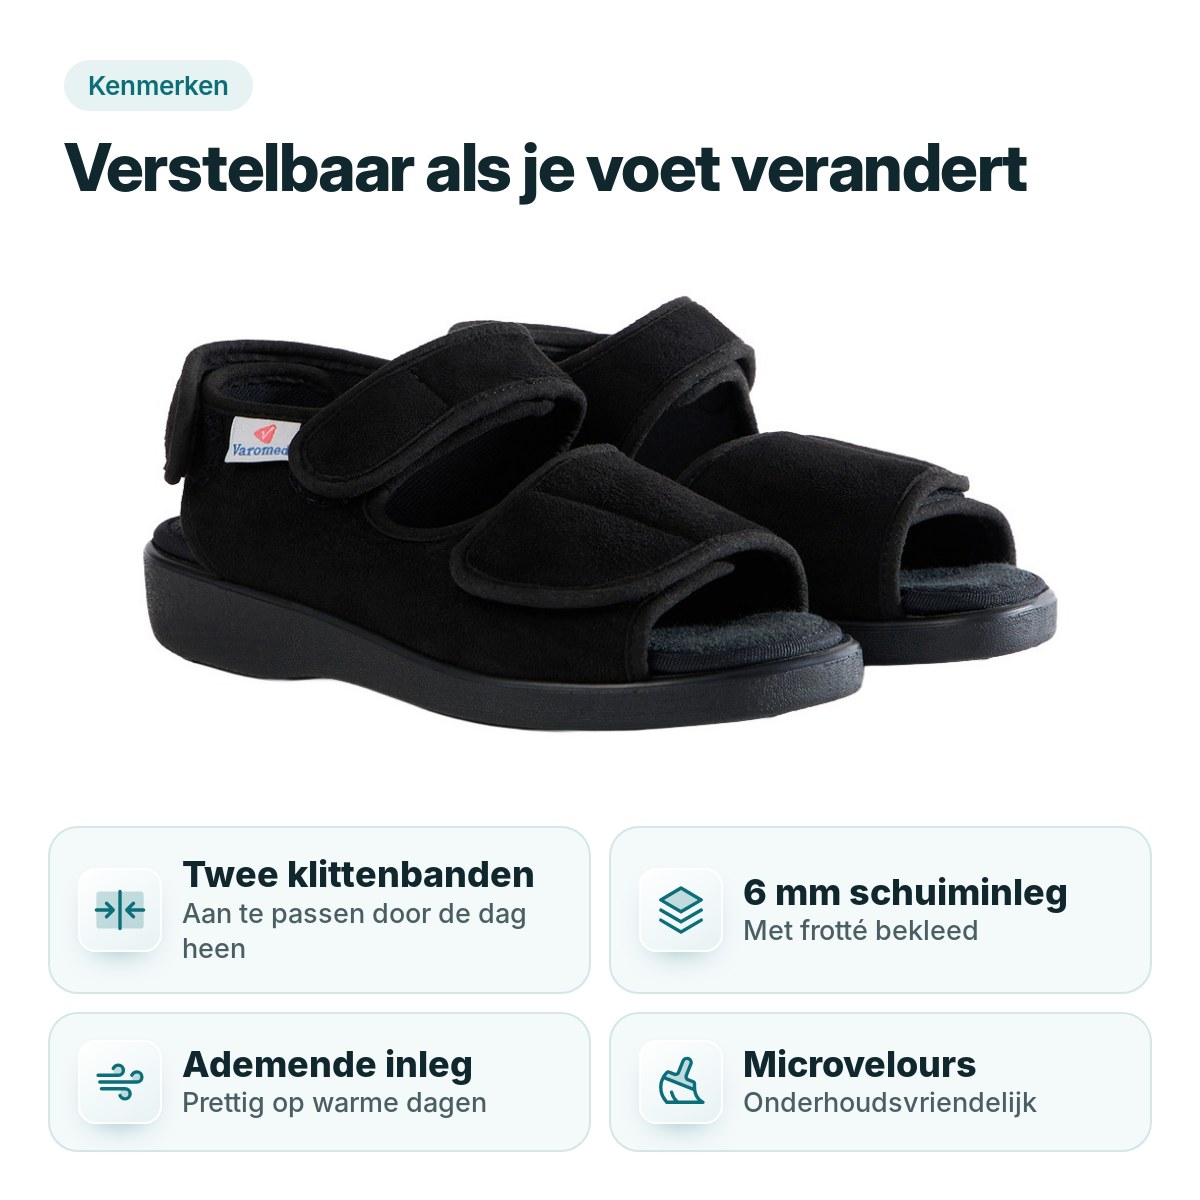 Kenmerken
Verstelbaar als je voet verandert
Varomed
Twee klittenbanden
Aan te passen door de dag
heen
6 mm schuiminleg
Met frotté bekleed
Ademende inleg
Prettig op warme dagen
Microvelours
Onderhoudsvriendelijk